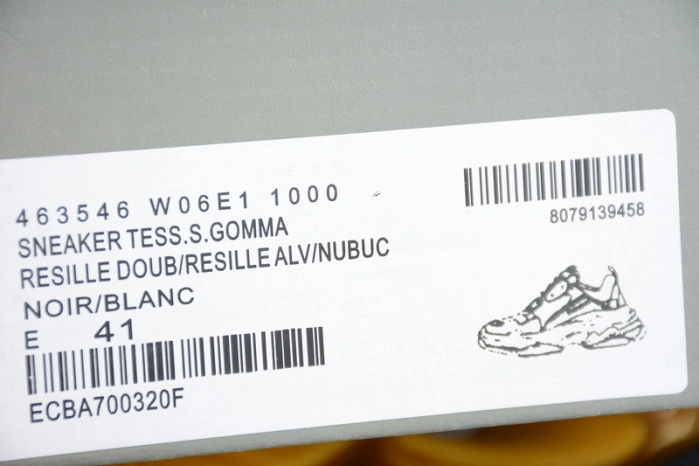 463546 W06E1 1000
SNEAKER TESS.S.GOMMA
RESILLE DOUB/RESILLE ALV/NUBUC
NOIR/BLANC
E 41
ECBA700320F
8079139458